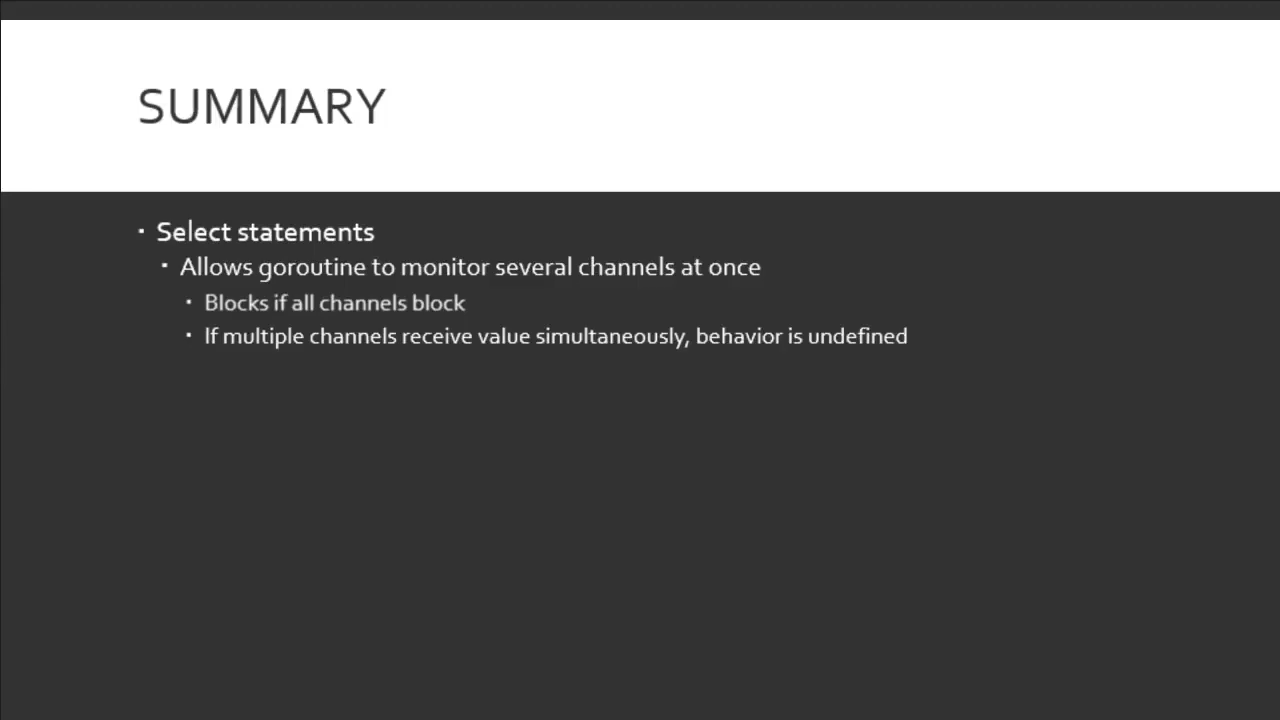 SUMMARY
▪ Select statements
▪ Allows goroutine to monitor several channels at once
▪ Blocks if all channels block
▪ If multiple channels receive value simultaneously, behavior is undefined